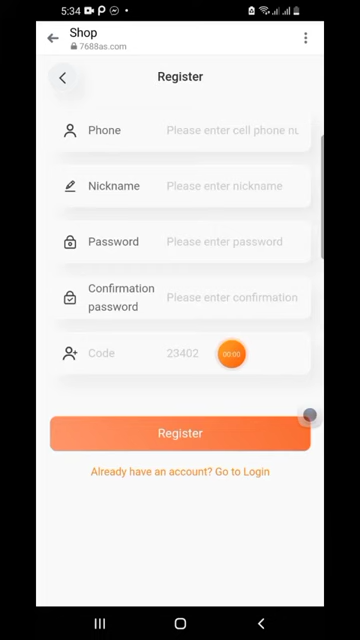 5:34
Shop
7688as.com
Register
Phone
Please enter cell phone nu
Nickname
Please enter nickname
Password
Please enter password
Confirmation
password
Please enter confirmation
Code
23402
00:00
Register
Already have an account? Go to Login